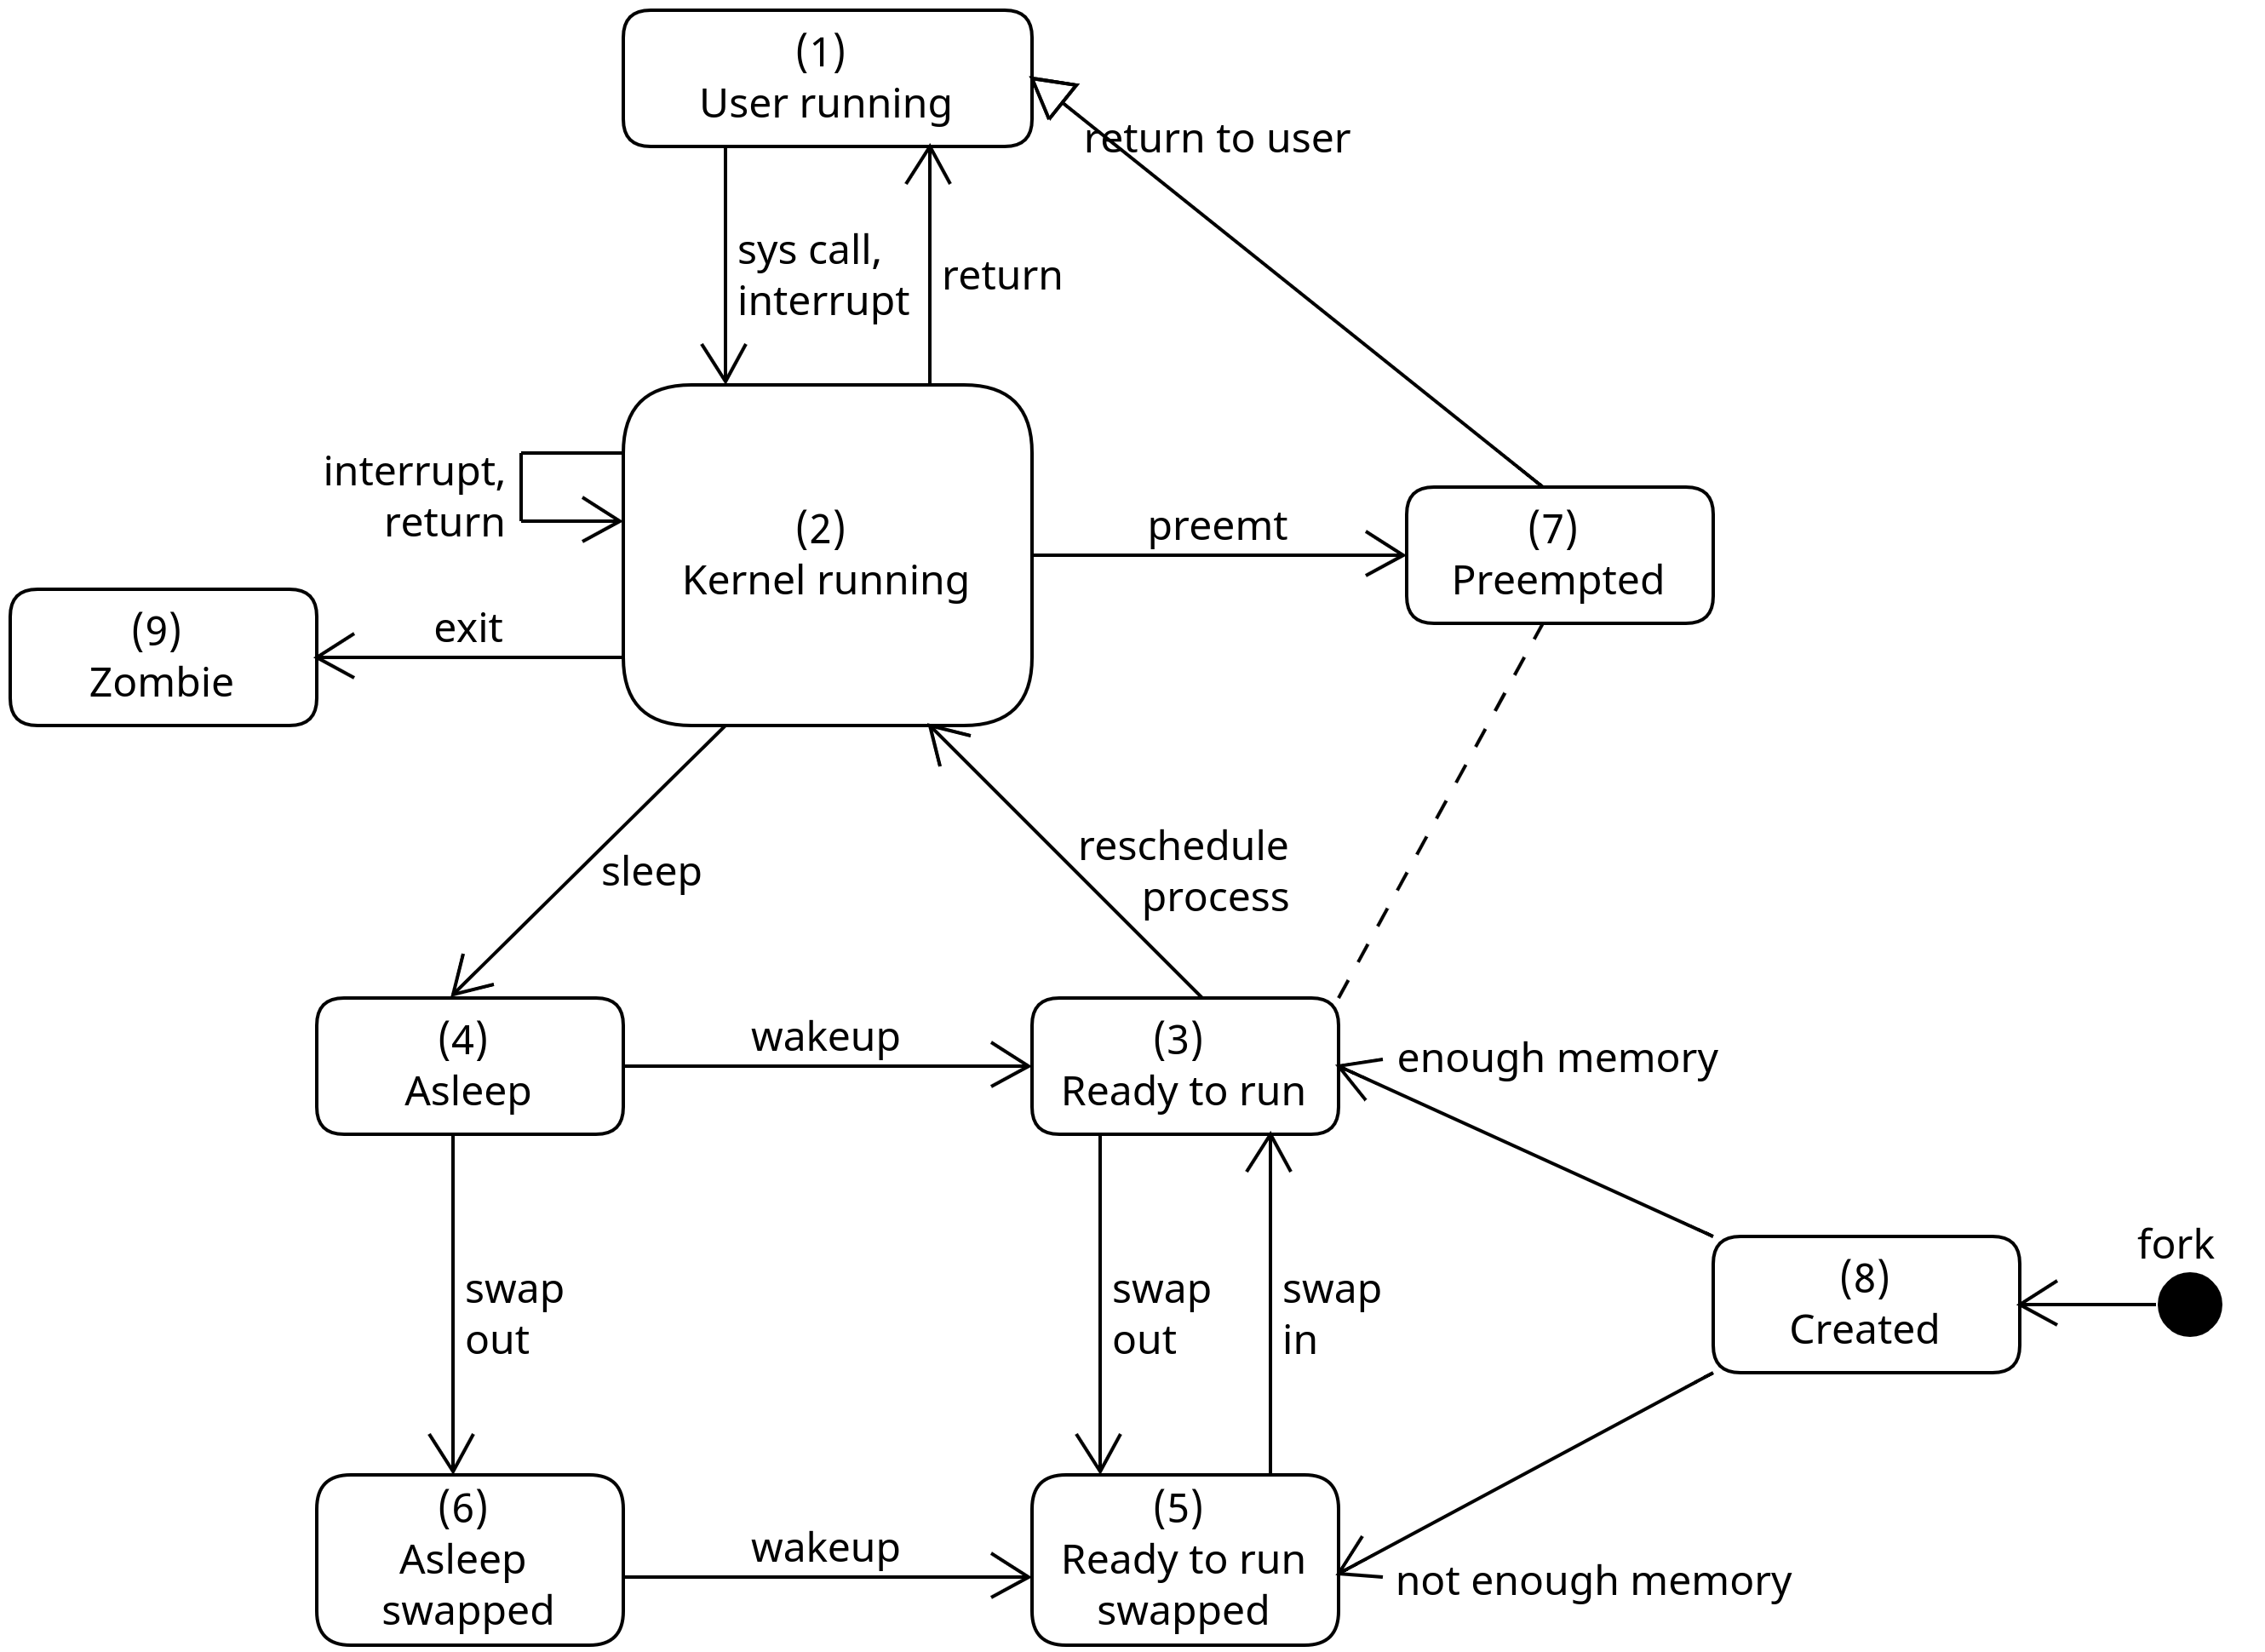 (1)
User running
return to user
sys call,
interrupt
return
interrupt,
return
(2)
Kernel running
preemt
(7)
Preempted
exit
(9)
Zombie
sleep
reschedule
process
(4)
Asleep
wakeup
(3)
Ready to run
enough memory
swap
out
swap
out
swap
in
fork
(8)
Created
(6)
Asleep
swapped
wakeup
(5)
Ready to run
swapped
not enough memory